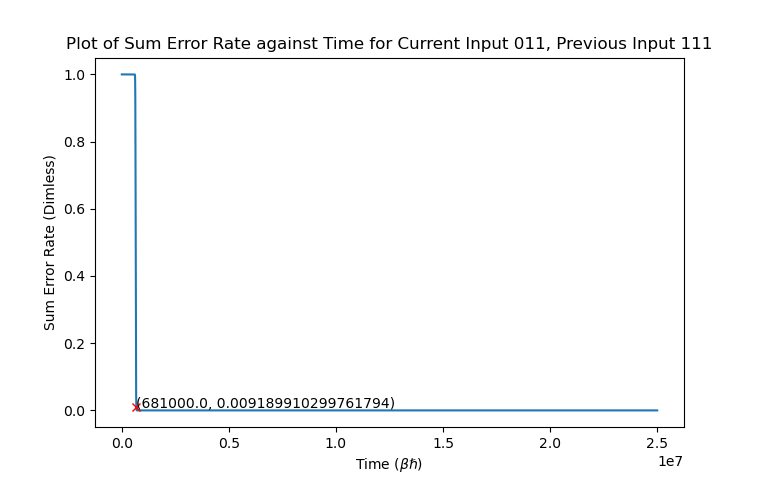 Plot of Sum Error Rate against Time for Current Input 011, Previous Input 111
1.0
0.8
0.6
0.4
0.2
0.0
Sum Error Rate (Dimless)
(681000.0, 0.009189910299761794)
0.0 0.5 1.0 1.5 2.0 2.5
1e7
Time (βℏ)